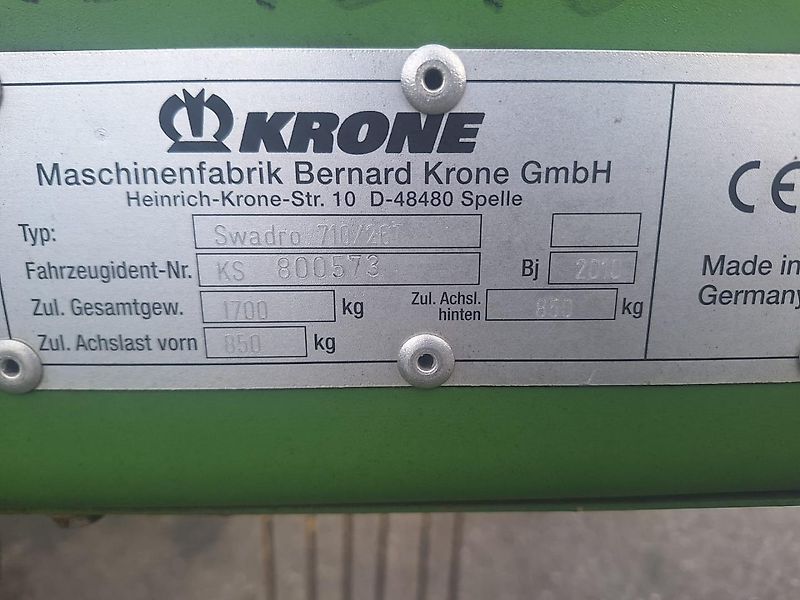 KRONE
Maschinenfabrik Bernard Krone GmbH
Heinrich-Krone-Str. 10 D-48480 Spelle
CE
Typ: Swadro 710/26T
Fahrzeugident-Nr. KS 800573 Bj 2010
Made in Germany
Zul. Gesamtgew. 1700 kg Zul. Achsl. hinten 850 kg
Zul. Achslast vorn 850 kg